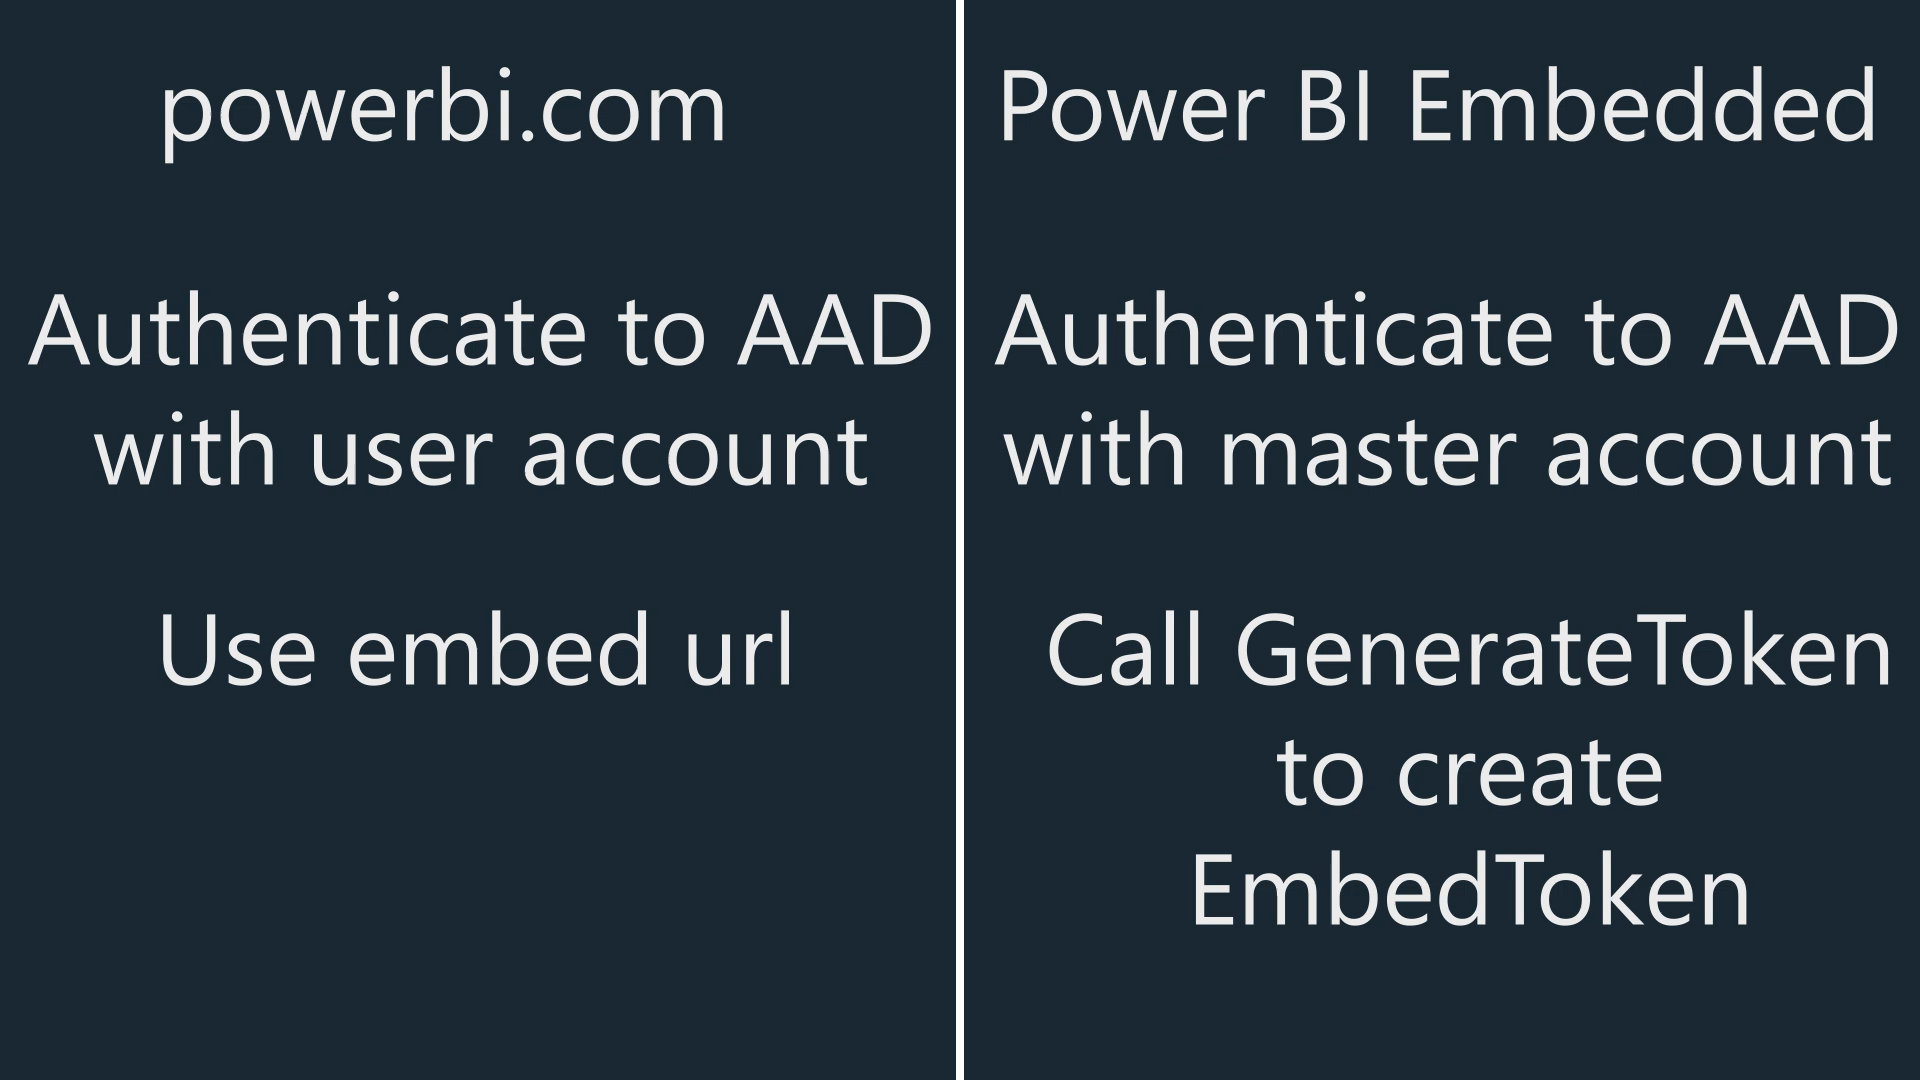 powerbi.com
Authenticate to AAD
with user account
Use embed url
Power BI Embedded
Authenticate to AAD
with master account
Call GenerateToken
to create
EmbedToken